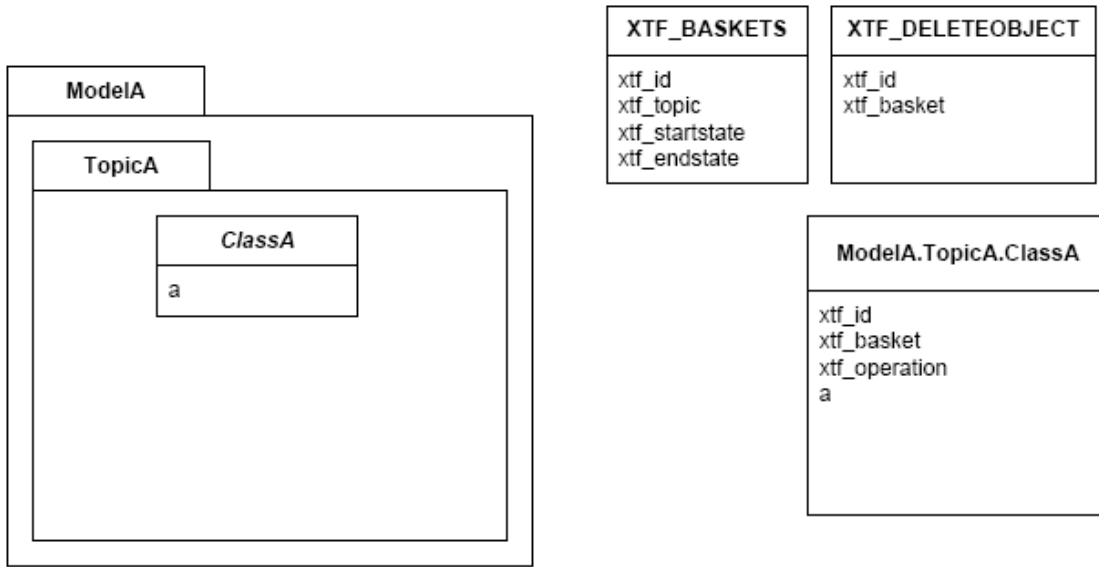 ModelA
TopicA
ClassA
a
XTF_BASKETS
xtf_id
xtf_topic
xtf_startstate
xtf_endstate
XTF_DELETEOBJECT
xtf_id
xtf_basket
ModelA.TopicA.ClassA
xtf_id
xtf_basket
xtf_operation
a